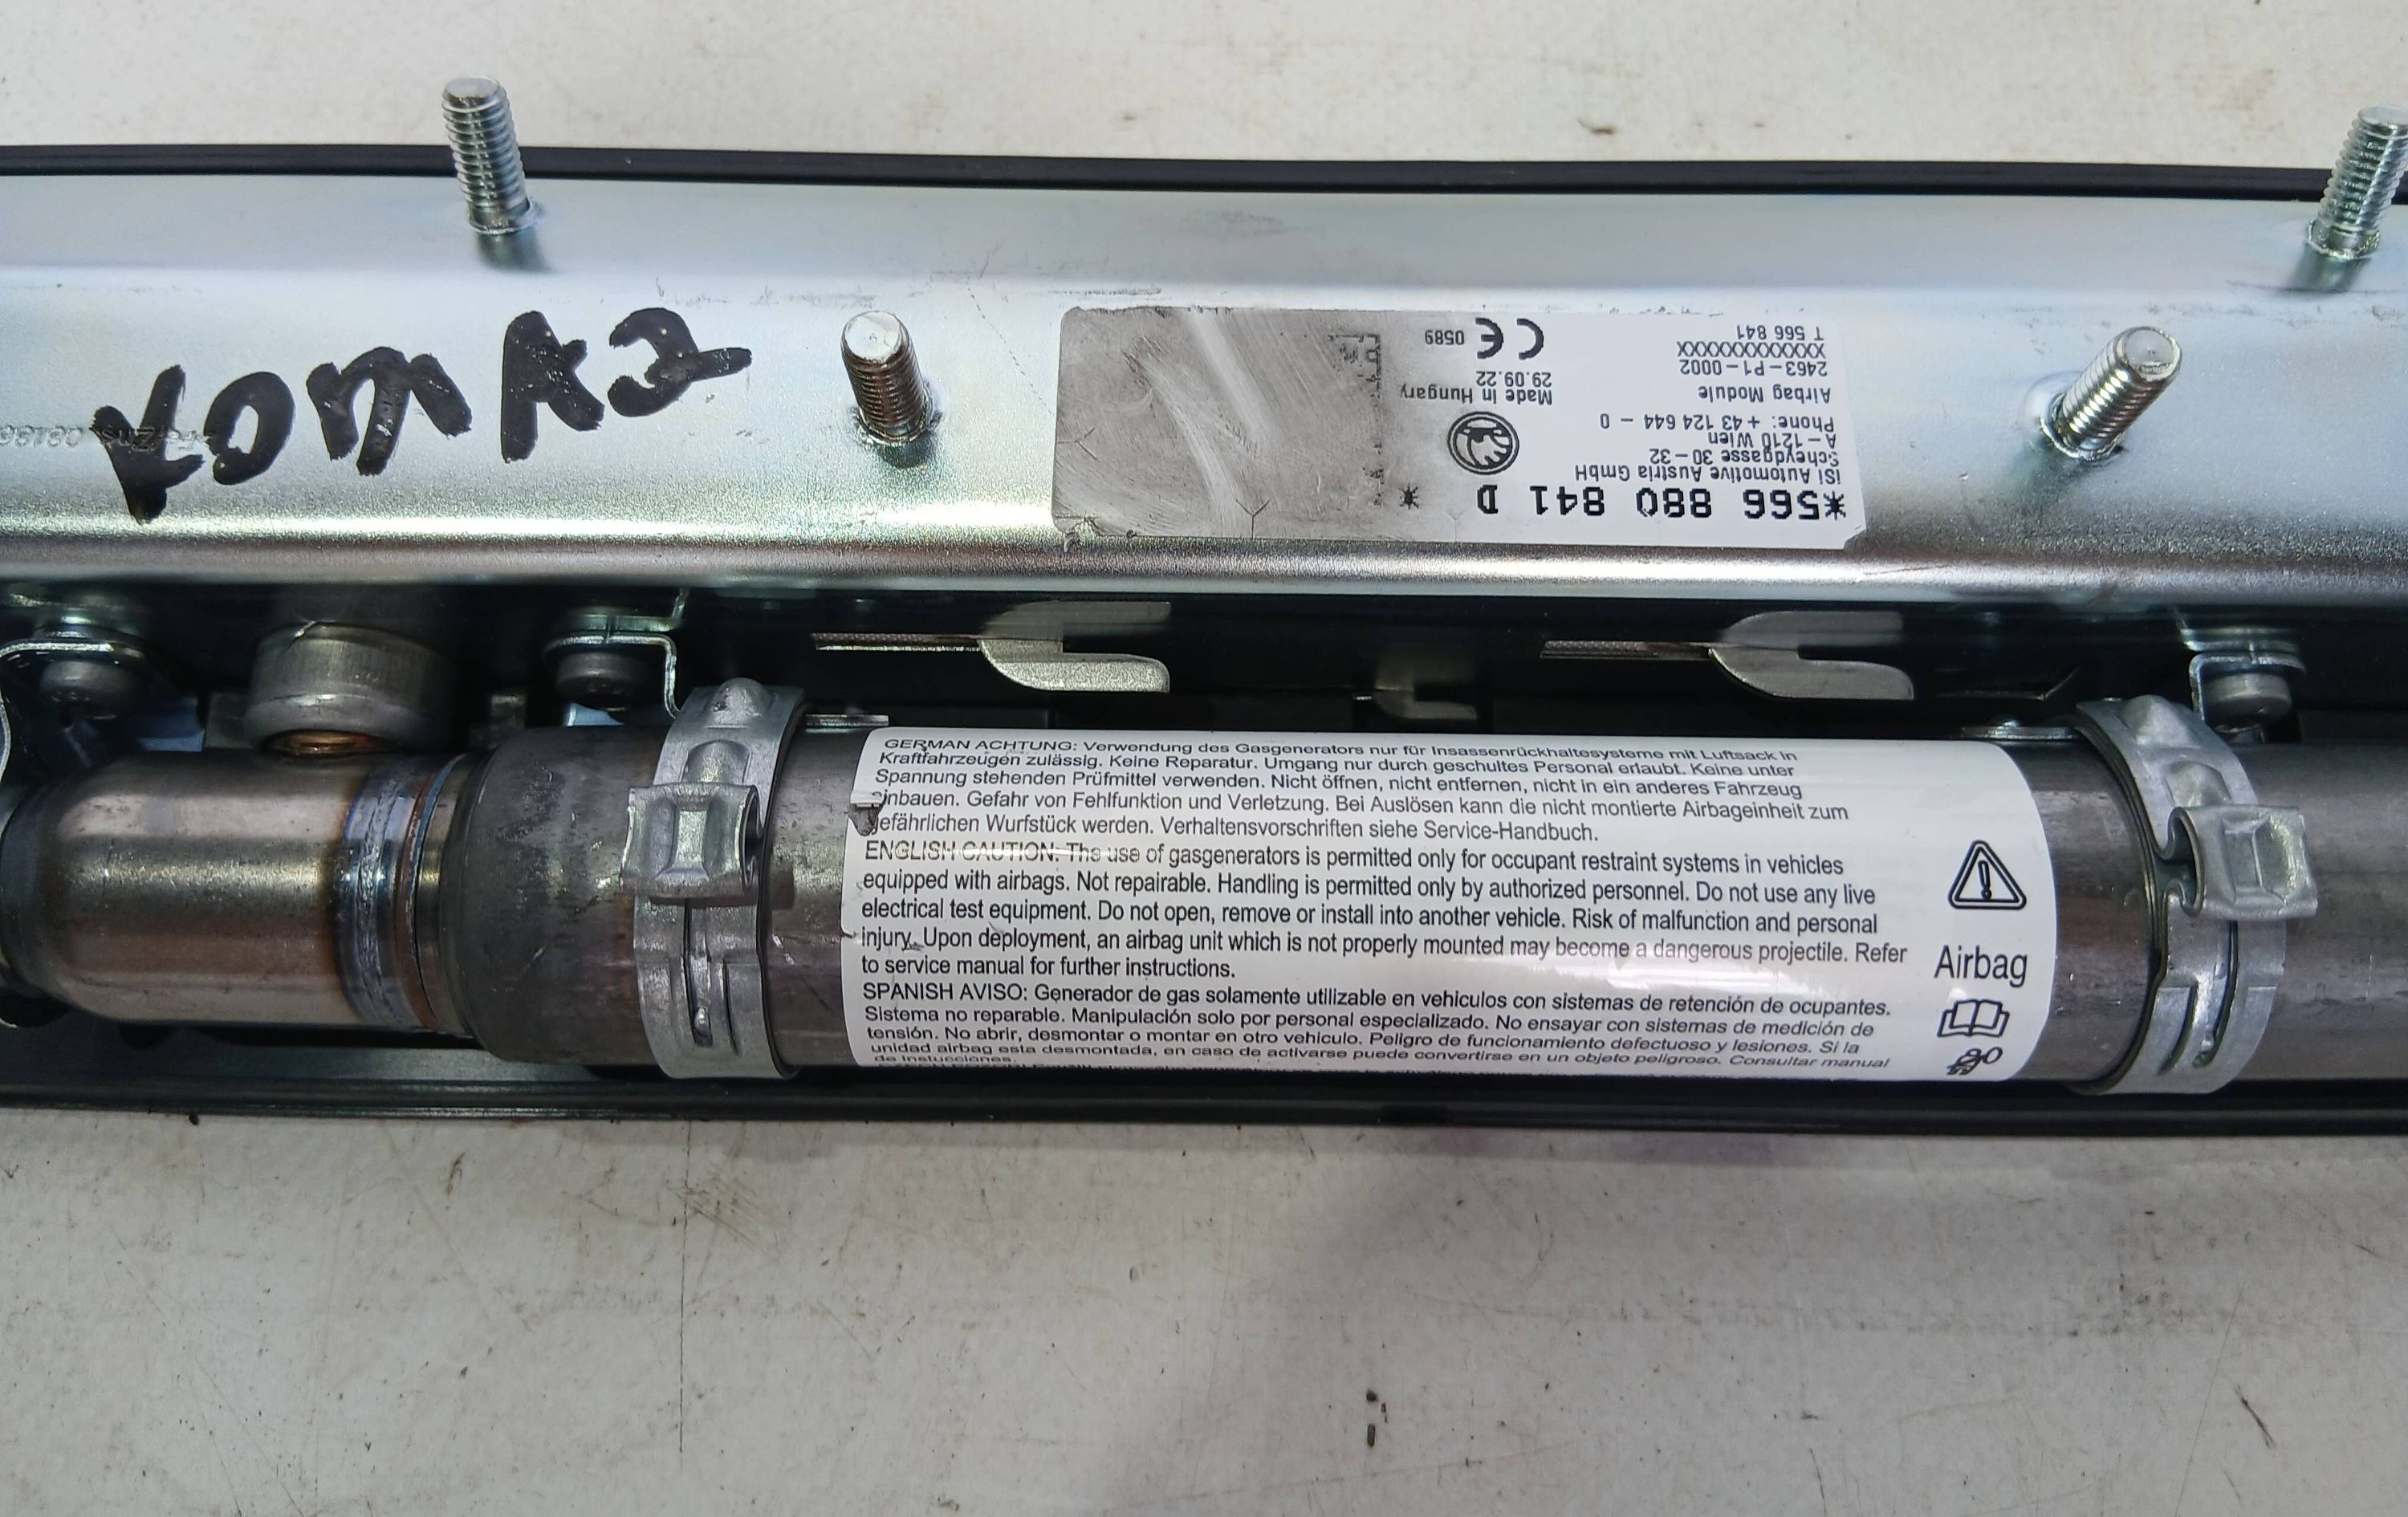 KOMAZ
*566 880 841 D *
iSi Automotive Austria GmbH
Scheydgasse 30-32
A-1210 Wien
Phone: +43 124 644-0
Airbag Module
2463-P1-0002
XXXXXXXXXXXX
T 566 841
Made in Hungary
29.09.22
CE 0589
GERMAN ACHTUNG: Verwendung des Gasgenerators nur für Insassenrückhaltesysteme mit Luftsack in
Kraftfahrzeugen zulässig. Keine Reparatur. Umgang nur durch geschultes Personal erlaubt. Keine unter
Spannung stehenden Prüfmittel verwenden. Nicht öffnen, nicht entfernen, nicht in ein anderes Fahrzeug
einbauen. Gefahr von Fehlfunktion und Verletzung. Bei Auslösen kann die nicht montierte Airbageinheit zum
gefährlichen Wurfstück werden. Verhaltensvorschriften siehe Service-Handbuch.
ENGLISH CAUTION: The use of gasgenerators is permitted only for occupant restraint systems in vehicles
equipped with airbags. Not repairable. Handling is permitted only by authorized personnel. Do not use any live
electrical test equipment. Do not open, remove or install into another vehicle. Risk of malfunction and personal
injury. Upon deployment, an airbag unit which is not properly mounted may become a dangerous projectile. Refer
to service manual for further instructions.
SPANISH AVISO: Generador de gas solamente utilizable en vehiculos con sistemas de retención de ocupantes.
Sistema no reparable. Manipulación solo por personal especializado. No ensayar con sistemas de medición de
tensión. No abrir, desmontar o montar en otro vehiculo. Peligro de funcionamiento defectuoso y lesiones. Si la
unidad airbag esta desmontada, en caso de activarse puede convertirse en un objeto peligroso. Consultar manual
de instucciones.
Airbag